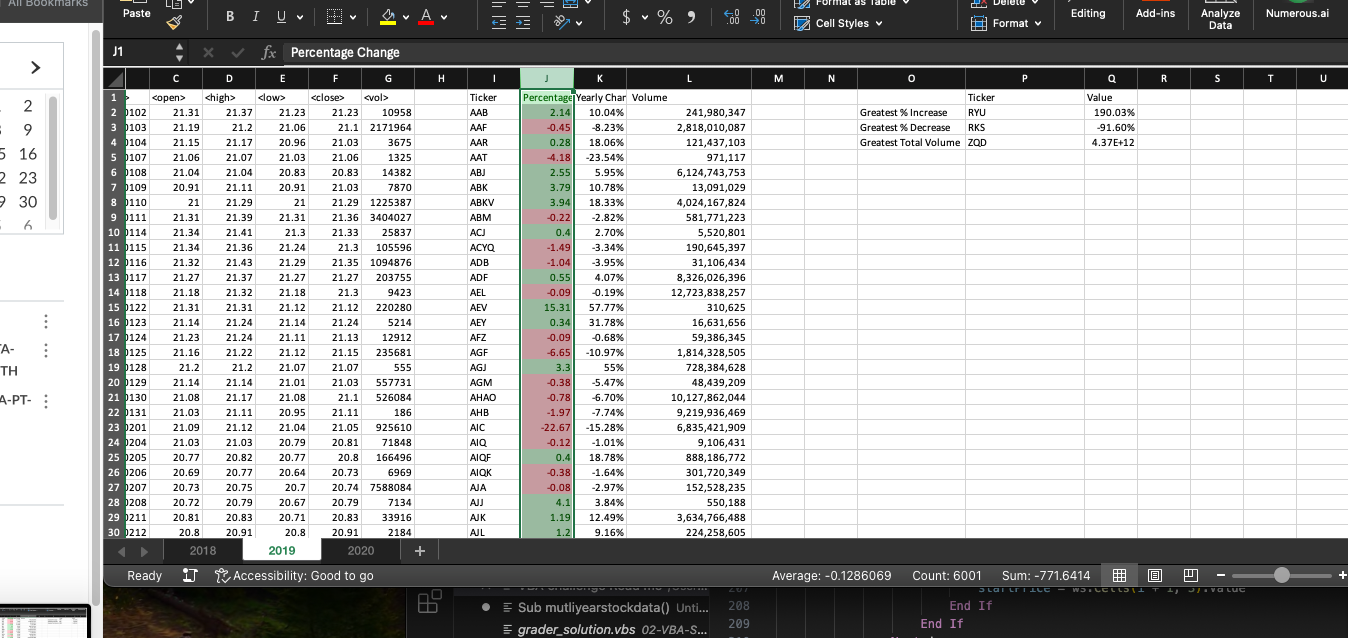 All Bookmarks
Paste
B I U
A
$ % 9
Format as Table
Cell Styles
Delete
Format
Editing
Add-ins
Analyze
Data
Numerous.ai
J1
fx
Percentage Change
C D E F G H I J K L M N O P Q R S T U
1 > <open> <high> <low> <close> <vol> Ticker Percentage Yearly Char Volume Ticker Value
2 0102 21.31 21.37 21.23 21.23 10958 AAB 2.14 10.04% 241,980,347 Greatest % Increase RYU 190.03%
3 0103 21.19 21.2 21.06 21.1 2171964 AAF -0.45 -8.23% 2,818,010,087 Greatest % Decrease RKS -91.60%
4 0104 21.15 21.17 20.96 21.03 3675 AAR 0.28 18.06% 121,437,103 Greatest Total Volume ZQD 4.37E+12
5 0107 21.06 21.07 21.03 21.06 1325 AAT -4.18 -23.54% 971,117
6 0108 21.04 21.04 20.83 20.83 14382 ABJ 2.55 5.95% 6,124,743,753
7 0109 20.91 21.11 20.91 21.03 7870 ABK 3.79 10.78% 13,091,029
8 0110 21 21.29 21 21.29 1225387 ABKV 3.94 18.33% 4,024,167,824
9 0111 21.31 21.39 21.31 21.36 3404027 ABM -0.22 -2.82% 581,771,223
10 0114 21.34 21.41 21.3 21.33 25837 ACJ 0.4 2.70% 5,520,801
11 0115 21.34 21.36 21.24 21.3 105596 ACYQ -1.49 -3.34% 190,645,397
12 0116 21.32 21.43 21.29 21.35 1094876 ADB -1.04 -3.95% 31,106,434
13 0117 21.27 21.37 21.27 21.27 203755 ADF 0.55 4.07% 8,326,026,396
14 0118 21.18 21.32 21.18 21.3 9423 AEL -0.09 -0.19% 12,723,838,257
15 0122 21.31 21.31 21.12 21.12 220280 AEV 15.31 57.77% 310,625
16 0123 21.14 21.24 21.14 21.24 5214 AEY 0.34 31.78% 16,631,656
17 0124 21.23 21.24 21.11 21.13 12912 AFZ -0.09 -0.68% 59,386,345
18 0125 21.16 21.22 21.12 21.15 235681 AGF -6.65 -10.97% 1,814,328,505
19 0128 21.2 21.2 21.07 21.07 555 AGJ 3.3 55% 728,384,628
20 0129 21.14 21.14 21.01 21.03 557731 AGM -0.38 -5.47% 48,439,209
21 0130 21.08 21.17 21.08 21.1 526084 AHAO -0.78 -6.70% 10,127,862,044
22 0131 21.03 21.11 20.95 21.11 186 AHB -1.97 -7.74% 9,219,936,469
23 0201 21.09 21.12 21.04 21.05 925610 AIC -22.67 -15.28% 6,835,421,909
24 0204 21.03 21.03 20.79 20.81 71848 AIQ -0.12 -1.01% 9,106,431
25 0205 20.77 20.82 20.77 20.8 166496 AIQF 0.4 18.78% 888,186,772
26 0206 20.69 20.77 20.64 20.73 6969 AIQK -0.38 -1.64% 301,720,349
27 0207 20.73 20.75 20.7 20.74 7588084 AJA -0.08 -2.97% 152,528,235
28 0208 20.72 20.79 20.67 20.79 7134 AJJ 4.1 3.84% 550,188
29 0211 20.81 20.83 20.71 20.83 33916 AJK 1.19 12.49% 3,634,766,488
30 0212 20.8 20.91 20.8 20.91 2184 AJL 1.2 9.16% 224,258,605
2
9
5 16
2 23
9 30
6
TA-
TH
A-PT-
2018 2019 2020 +
Ready
Accessibility: Good to go
Average: -0.1286069 Count: 6001 Sum: -771.6414
Sub mutliyearstockdata() Unti...
grader_solution.vbs 02-VBA-S...
208 End If
209 End If